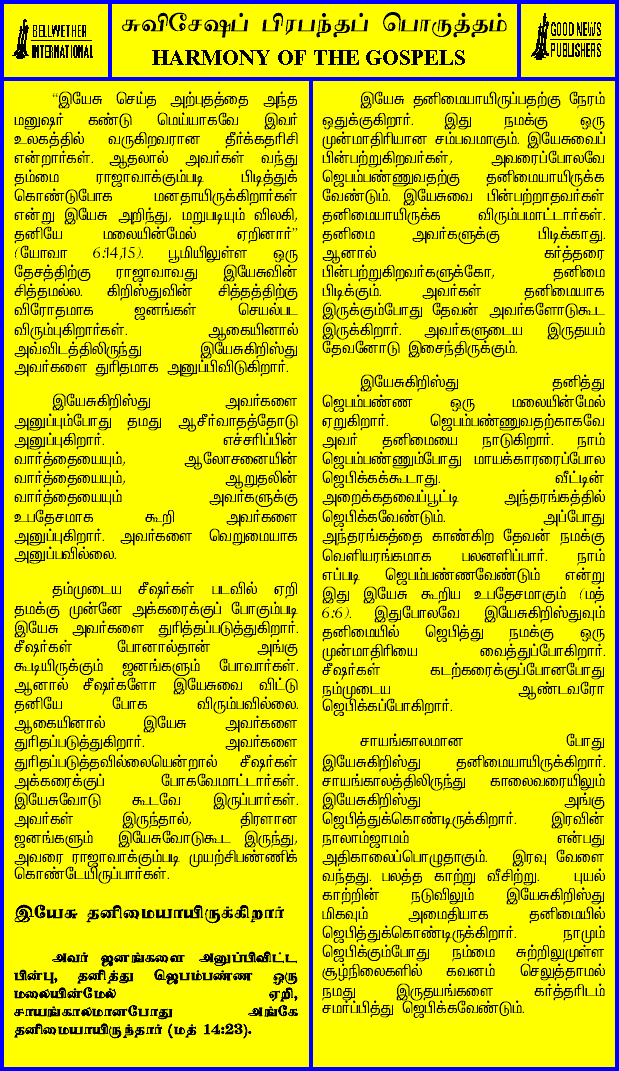 BELLWETHER
INTERNATIONAL
சுவிசேஷப் பிரபந்தப் பொருத்தம்
HARMONY OF THE GOSPELS
GOOD NEWS
PUBLISHERS
“இயேசு செய்த அற்புதத்தை அந்த
மனுஷர் கண்டு மெய்யாகவே இவர்
உலகத்தில் வருகிறவரான தீர்க்கதரிசி
என்றார்கள். ஆதலால் அவர்கள் வந்து
தம்மை ராஜாவாக்கும்படி பிடித்துக்
கொண்டுபோக மனதாயிருக்கிறார்கள்
என்று இயேசு அறிந்து, மறுபடியும் விலகி,
தனியே மலையின்மேல் ஏறினார்”
(யோவா 6:14,15). பூமியிலுள்ள ஒரு
தேசத்திற்கு ராஜாவாவது இயேசுவின்
சித்தமல்ல. கிறிஸ்துவின் சித்தத்திற்கு
விரோதமாக ஜனங்கள் செயல்பட
விரும்புகிறார்கள். ஆகையினால்
அவ்விடத்திலிருந்து இயேசுகிறிஸ்து
அவர்களை துரிதமாக அனுப்பிவிடுகிறார்.
இயேசுகிறிஸ்து அவர்களை
அனுப்பும்போது தமது ஆசீர்வாதத்தோடு
அனுப்புகிறார். எச்சரிப்பின்
வார்த்தையையும், ஆலோசனையின்
வார்த்தையையும், ஆறுதலின்
வார்த்தையையும் அவர்களுக்கு
உபதேசமாக கூறி அவர்களை
அனுப்புகிறார். அவர்களை வெறுமையாக
அனுப்பவில்லை.
தம்முடைய சீஷர்கள் படவில் ஏறி
தமக்கு முன்னே அக்கரைக்குப் போகும்படி
இயேசு அவர்களை துரித்தப்படுத்துகிறார்.
சீஷர்கள் போனால்தான் அங்கு
கூடியிருக்கும் ஜனங்களும் போவார்கள்.
ஆனால் சீஷர்களோ இயேசுவை விட்டு
தனியே போக விரும்பவில்லை.
ஆகையினால் இயேசு அவர்களை
துரிதப்படுத்துகிறார். அவர்களை
துரிதப்படுத்தவில்லையென்றால் சீஷர்கள்
அக்கரைக்குப் போகவேமாட்டார்கள்.
இயேசுவோடு கூடவே இருப்பார்கள்.
அவர்கள் இருந்தால், திரளான
ஜனங்களும் இயேசுவோடுகூட இருந்து,
அவரை ராஜாவாக்கும்படி முயற்சிபண்ணிக்
கொண்டேயிருப்பார்கள்.
இயேசு தனிமையாயிருக்கிறார்
அவர் ஜனங்களை அனுப்பிவிட்ட
பின்பு, தனித்து ஜெபம்பண்ண ஒரு
மலையின்மேல் ஏறி,
சாயங்காலமானபோது அங்கே
தனிமையாயிருந்தார் (மத் 14:23).
இயேசு தனிமையாயிருப்பதற்கு நேரம்
ஒதுக்குகிறார். இது நமக்கு ஒரு
முன்மாதிரியான சம்பவமாகும். இயேசுவைப்
பின்பற்றுகிறவர்கள், அவரைப்போலவே
ஜெபம்பண்ணுவதற்கு தனிமையாயிருக்க
வேண்டும். இயேசுவை பின்பற்றாதவர்கள்
தனிமையாயிருக்க விரும்பமாட்டார்கள்.
தனிமை அவர்களுக்கு பிடிக்காது.
ஆனால் கர்த்தரை
பின்பற்றுகிறவர்களுக்கோ, தனிமை
பிடிக்கும். அவர்கள் தனிமையாக
இருக்கும்போது தேவன் அவர்களோடுகூட
இருக்கிறார். அவர்களுடைய இருதயம்
தேவனோடு இசைந்திருக்கும்.
இயேசுகிறிஸ்து தனித்து
ஜெபம்பண்ண ஒரு மலையின்மேல்
ஏறுகிறார். ஜெபம்பண்ணுவதற்காகவே
அவர் தனிமையை நாடுகிறார். நாம்
ஜெபம்பண்ணும்போது மாயக்காரரைப்போல
ஜெபிக்கக்கூடாது. வீட்டின்
அறைக்கதவைப்பூட்டி அந்தரங்கத்தில்
ஜெபிக்கவேண்டும். அப்போது
அந்தரங்கத்தை காண்கிற தேவன் நமக்கு
வெளியரங்கமாக பலனளிப்பார். நாம்
எப்படி ஜெபம்பண்ணவேண்டும் என்று
இது இயேசு கூறிய உபதேசமாகும் (மத்
6:6). இதுபோலவே இயேசுகிறிஸ்துவும்
தனிமையில் ஜெபித்து நமக்கு ஒரு
முன்மாதிரியை வைத்துப்போகிறார்.
சீஷர்கள் கடற்கரைக்குப்போனபோது
நம்முடைய ஆண்டவரோ
ஜெபிக்கப்போகிறார்.
சாயங்காலமான போது
இயேசுகிறிஸ்து தனிமையாயிருக்கிறார்.
சாயங்காலத்திலிருந்து காலைவரையிலும்
இயேசுகிறிஸ்து அங்கு
ஜெபித்துக்கொண்டிருக்கிறார். இரவின்
நாலாம்ஜாமம் என்பது
அதிகாலைப்பொழுதாகும். இரவு வேளை
வந்தது. பலத்த காற்று வீசிற்று. புயல்
காற்றின் நடுவிலும் இயேசுகிறிஸ்து
மிகவும் அமைதியாக தனிமையில்
ஜெபித்துக்கொண்டிருக்கிறார். நாமும்
ஜெபிக்கும்போது நம்மை சுற்றிலுமுள்ள
சூழ்நிலைகளில் கவனம் செலுத்தாமல்
நமது இருதயங்களை கர்த்தரிடம்
சமர்ப்பித்து ஜெபிக்கவேண்டும்.